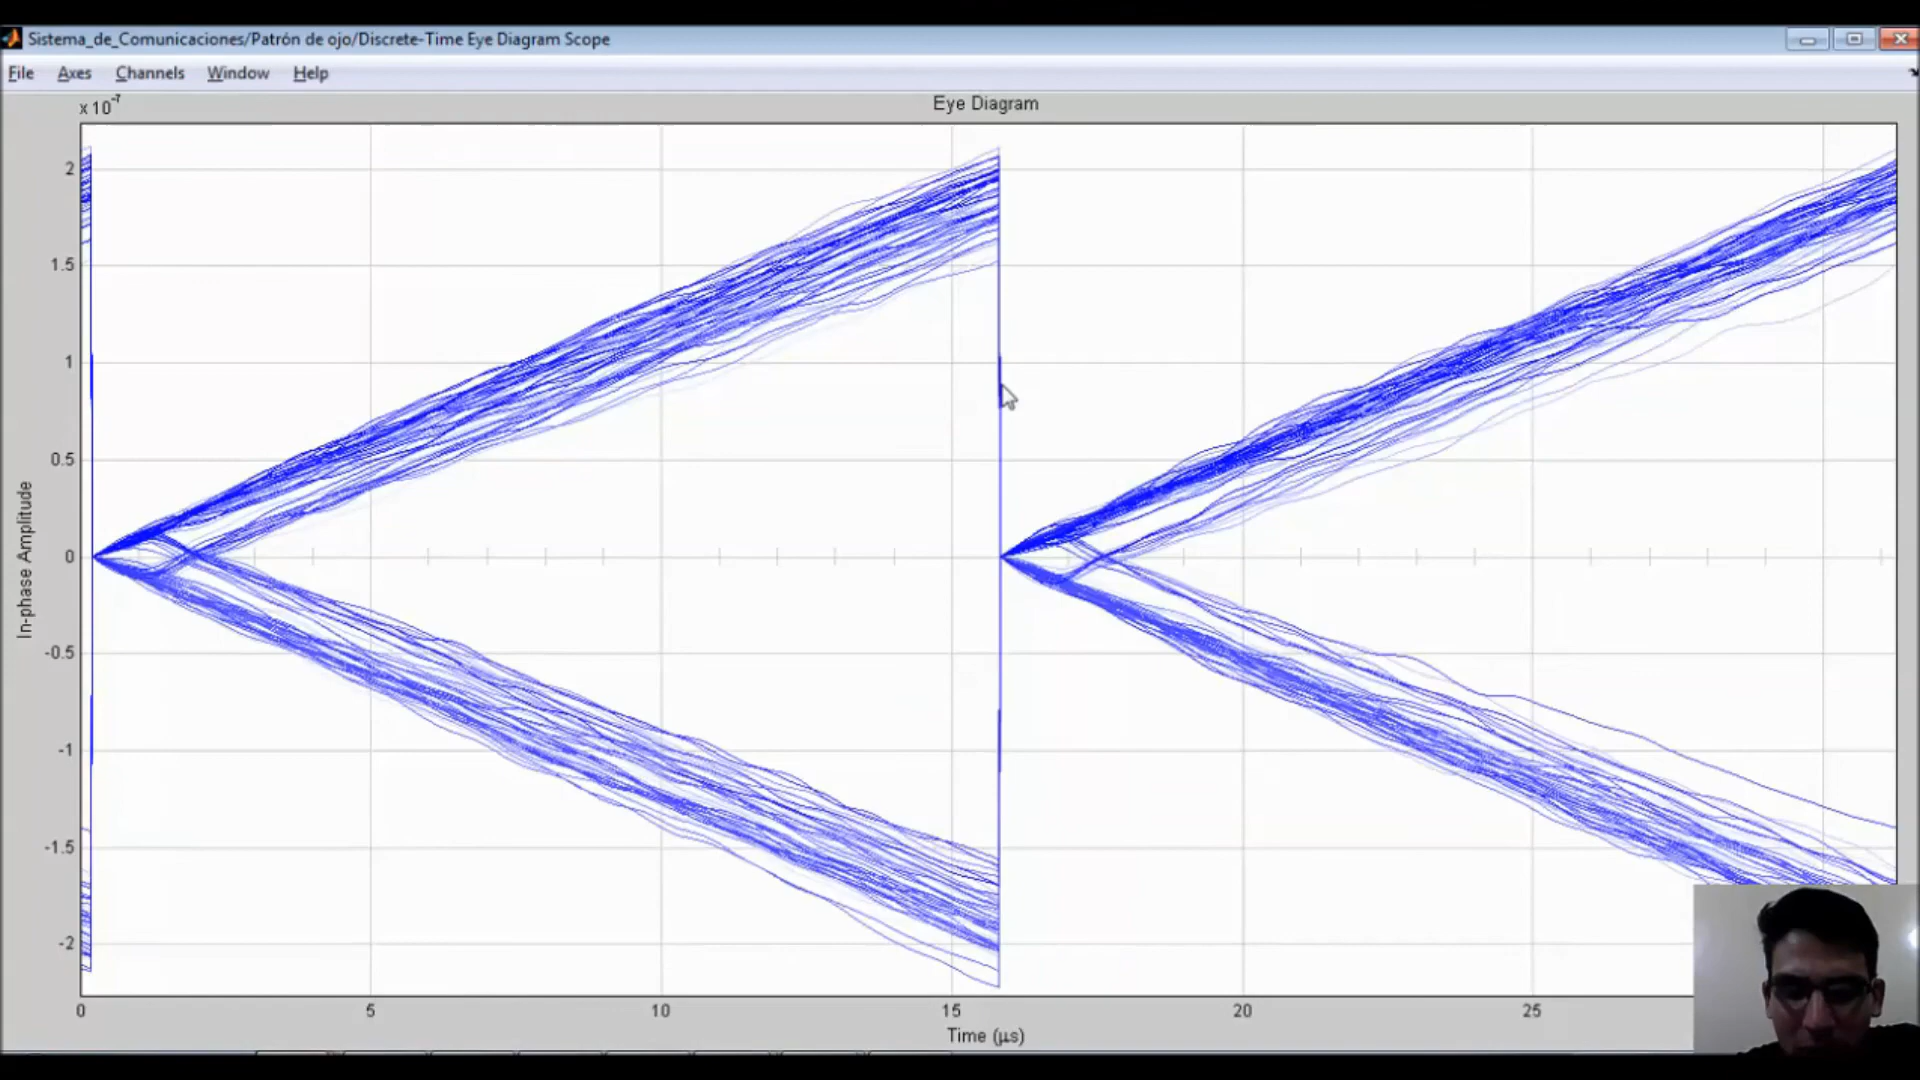 Sistema_de_Comunicaciones/Patrón de ojo/Discrete-Time Eye Diagram Scope
File Axes Channels Window Help
x 10⁻⁷
Eye Diagram
2
1.5
1
0.5
0
-0.5
-1
-1.5
-2
In-phase Amplitude
0 5 10 15 20 25
Time (µs)